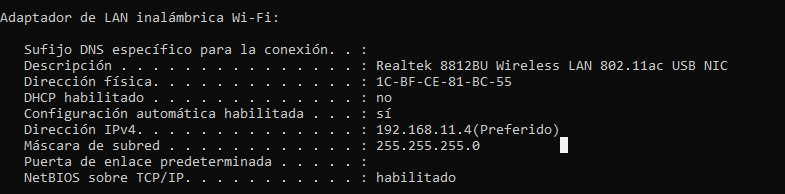 Adaptador de LAN inalámbrica Wi-Fi:
Sufijo DNS específico para la conexión. . :
Descripción . . . . . . . . . . . . . . . : Realtek 8812BU Wireless LAN 802.11ac USB NIC
Dirección física. . . . . . . . . . . . . : 1C-BF-CE-81-BC-55
DHCP habilitado . . . . . . . . . . . . . : no
Configuración automática habilitada . . . : sí
Dirección IPv4. . . . . . . . . . . . . . : 192.168.11.4(Preferido)
Máscara de subred . . . . . . . . . . . . : 255.255.255.0
Puerta de enlace predeterminada . . . . . :
NetBIOS sobre TCP/IP. . . . . . . . . . . : habilitado